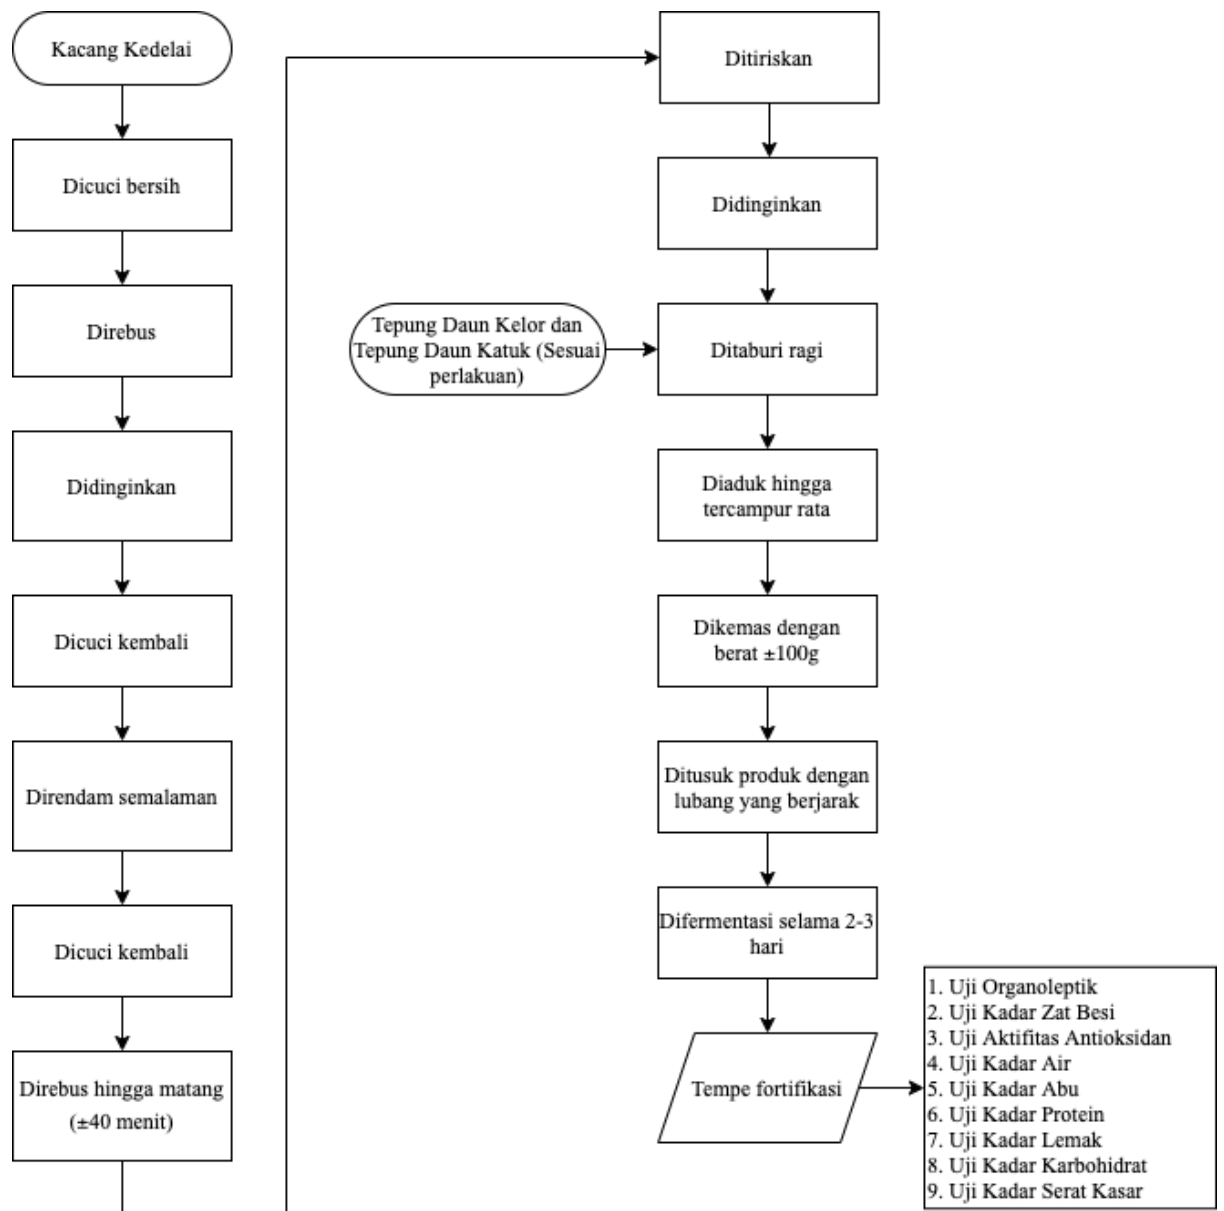 Kacang Kedelai
Dicuci bersih
Direbus
Didinginkan
Dicuci kembali
Direndam semalaman
Dicuci kembali
Direbus hingga matang
(±40 menit)
Ditiriskan
Didinginkan
Tepung Daun Kelor dan
Tepung Daun Katuk (Sesuai
perlakuan)
Ditaburi ragi
Diaduk hingga
tercampur rata
Dikemas dengan
berat ±100g
Ditusuk produk dengan
lubang yang berjarak
Difermentasi selama 2-3
hari
Tempe fortifikasi
1. Uji Organoleptik
2. Uji Kadar Zat Besi
3. Uji Aktifitas Antioksidan
4. Uji Kadar Air
5. Uji Kadar Abu
6. Uji Kadar Protein
7. Uji Kadar Lemak
8. Uji Kadar Karbohidrat
9. Uji Kadar Serat Kasar